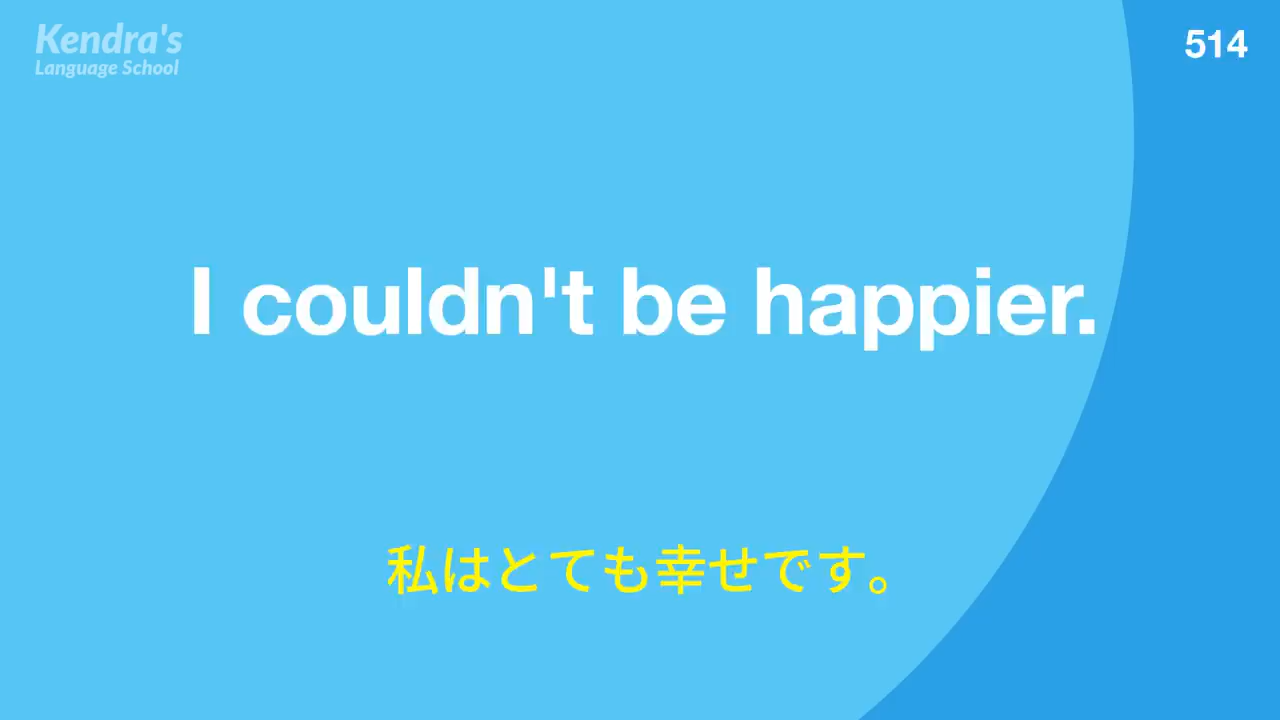 Kendra's
Language School
514
I couldn't be happier.
私はとても幸せです。